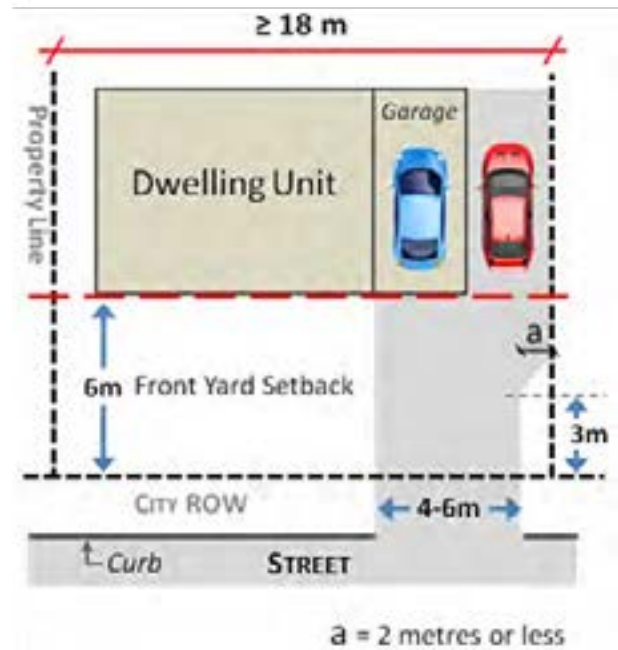 ≥ 18 m
Property Line
Garage
Dwelling Unit
a
6m Front Yard Setback
3m
CITY ROW
4-6m
Curb
STREET
a = 2 metres or less